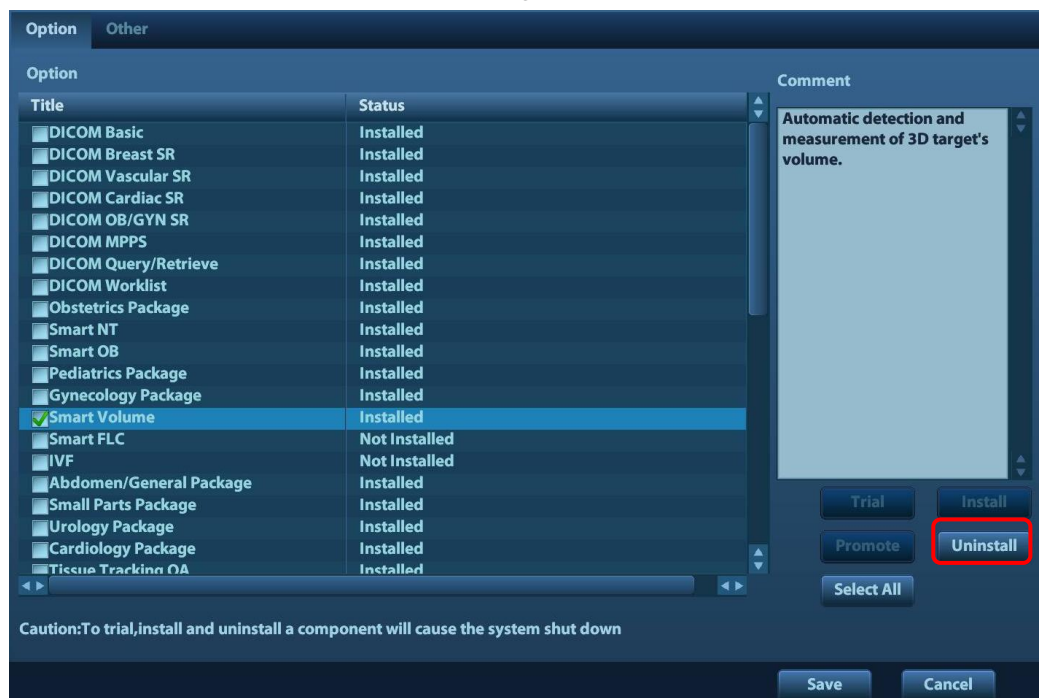 Option Other
Option
Comment
Title Status
DICOM Basic Installed
DICOM Breast SR Installed
DICOM Vascular SR Installed
DICOM Cardiac SR Installed
DICOM OB/GYN SR Installed
DICOM MPPS Installed
DICOM Query/Retrieve Installed
DICOM Worklist Installed
Obstetrics Package Installed
Smart NT Installed
Smart OB Installed
Pediatrics Package Installed
Gynecology Package Installed
Smart Volume Installed
Smart FLC Not Installed
IVF Not Installed
Abdomen/General Package Installed
Small Parts Package Installed
Urology Package Installed
Cardiology Package Installed
Tissue Tracking QA Installed
Automatic detection and
measurement of 3D target's
volume.
Trial Install
Promote Uninstall
Select All
Caution:To trial,install and uninstall a component will cause the system shut down
Save Cancel